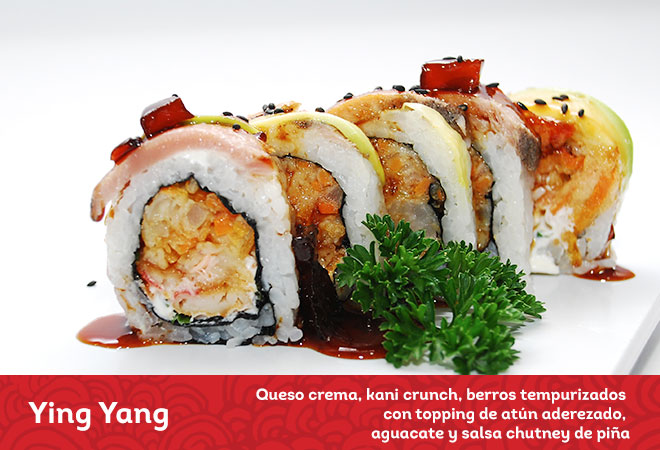 Ying Yang
Queso crema, kani crunch, berros tempurizados
con topping de atún aderezado,
aguacate y salsa chutney de piña